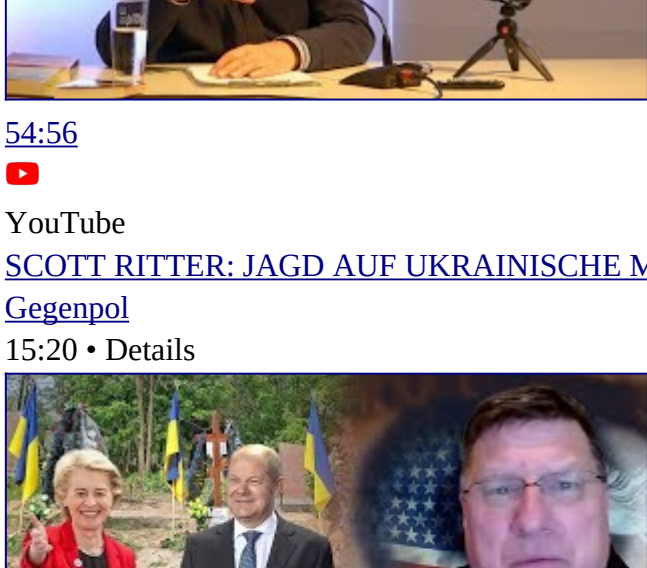 54:56
YouTube
SCOTT RITTER: JAGD AUF UKRAINISCHE
Gegenpol
15:20 • Details